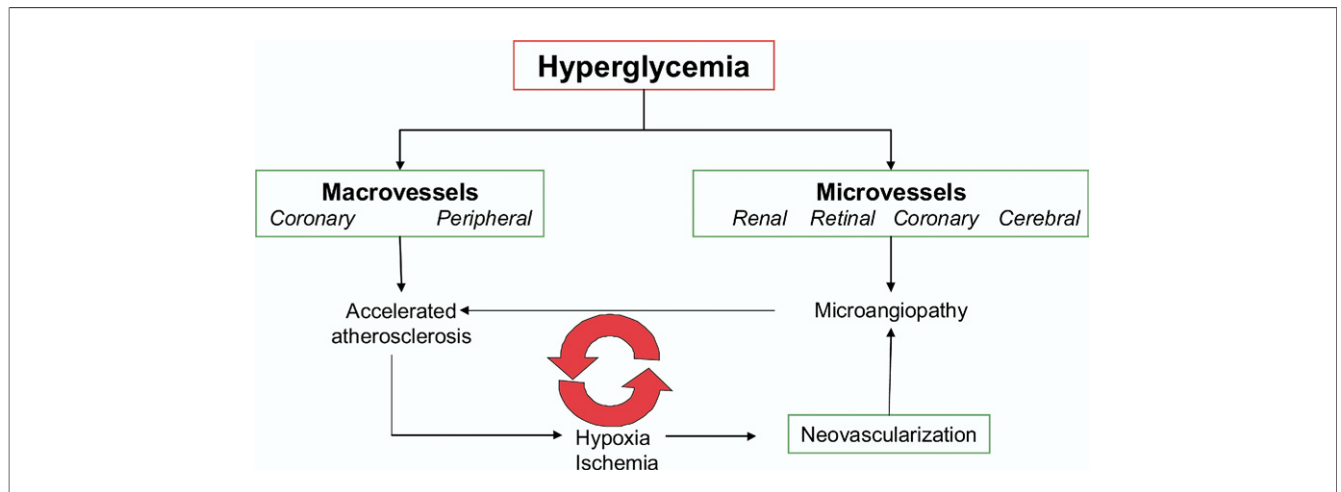 Hyperglycemia
Macrovessels
Coronary Peripheral
Microvessels
Renal Retinal Coronary Cerebral
Accelerated
atherosclerosis
Microangiopathy
Hypoxia
Ischemia
Neovascularization